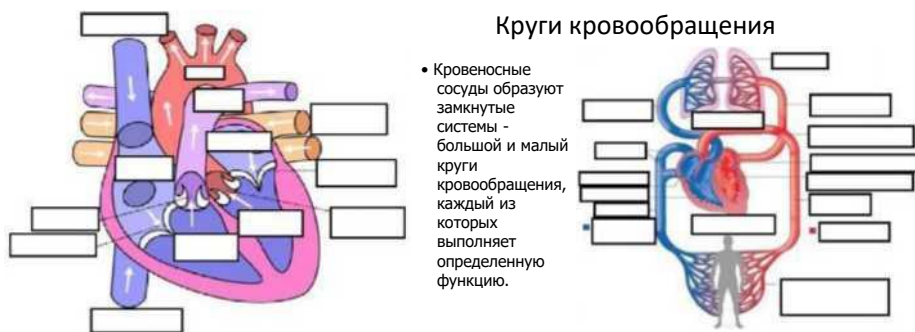 Круги кровообращения
• Кровеносные
сосуды образуют
замкнутые
системы -
большой и малый
круги
кровообращения,
каждый из
которых
выполняет
определенную
функцию.